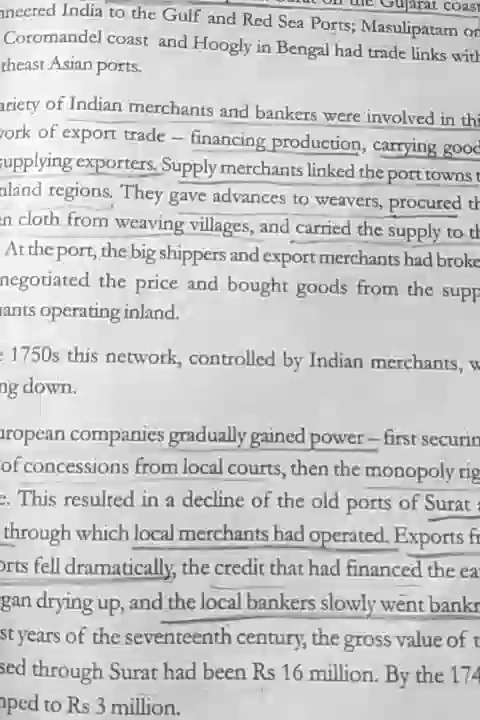 on the Gujarat coast
nnected India to the Gulf and Red Sea Ports; Masulipatam on
Coromandel coast and Hoogly in Bengal had trade links with
theast Asian ports.
ariety of Indian merchants and bankers were involved in thi
work of export trade – financing production, carrying good
supplying exporters. Supply merchants linked the port towns t
nland regions. They gave advances to weavers, procured th
en cloth from weaving villages, and carried the supply to th
At the port, the big shippers and export merchants had broke
negotiated the price and bought goods from the supp
hants operating inland.
e 1750s this network, controlled by Indian merchants, w
ng down.
uropean companies gradually gained power – first securin
of concessions from local courts, then the monopoly rig
e. This resulted in a decline of the old ports of Surat a
through which local merchants had operated. Exports fr
orts fell dramatically, the credit that had financed the ea
gan drying up, and the local bankers slowly went bankr
st years of the seventeenth century, the gross value of t
sed through Surat had been Rs 16 million. By the 174
pped to Rs 3 million.